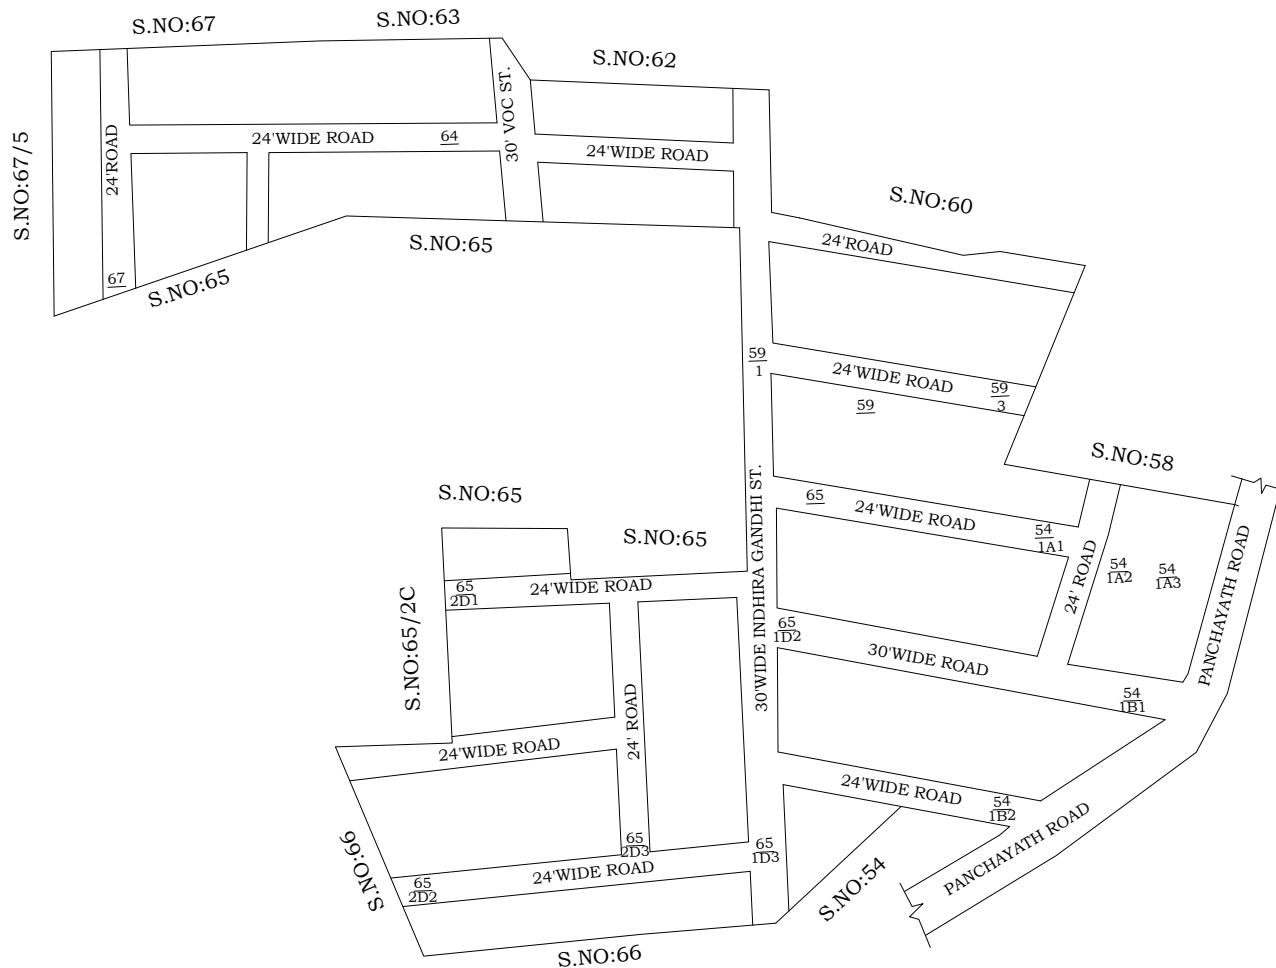 S.NO:67
S.NO:63
S.NO:62
S.NO:67/5
24'ROAD
24'WIDE ROAD
64
30' VOC ST.
24'WIDE ROAD
S.NO:60
24'ROAD
67
S.NO:65
S.NO:65
59
1
24'WIDE ROAD
59
3
59
S.NO:58
S.NO:65
65
24'WIDE ROAD
54
1A1
S.NO:65
30'WIDE INDHIRA GANDHI ST.
24' ROAD
54
1A2
54
1A3
PANCHAYATH ROAD
65
2D1
24'WIDE ROAD
S.NO:65/2C
65
1D2
30'WIDE ROAD
54
1B1
24' ROAD
24'WIDE ROAD
24'WIDE ROAD
54
1B2
PANCHAYATH ROAD
S.NO:66
65
2D3
65
1D3
24'WIDE ROAD
65
2D2
S.NO:54
S.NO:66